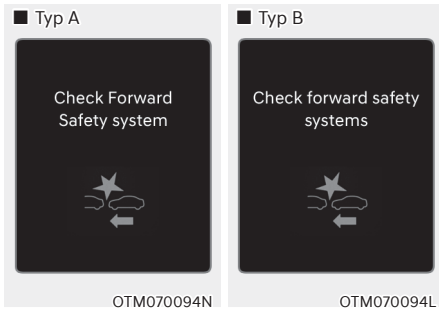 ■ Typ A
Check Forward
Safety system
OTM070094N
■ Typ B
Check forward safety
systems
OTM070094L